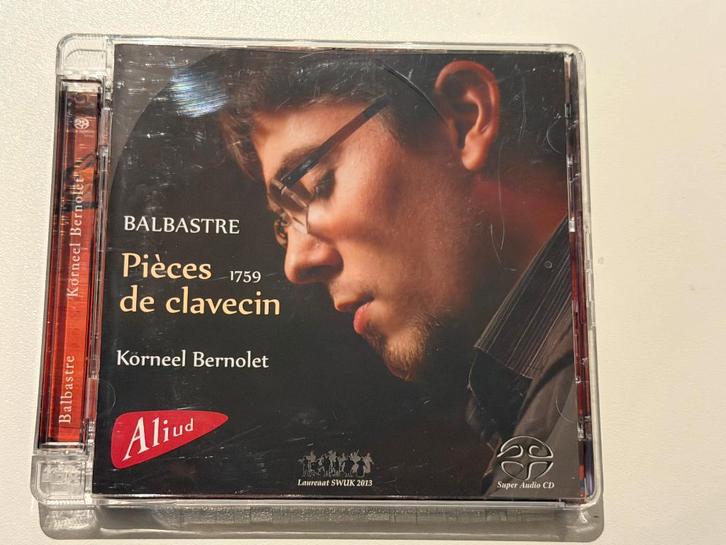 BALBASTRE
Pièces 1759
de clavecin
Korneel Bernolet
Aliud
Laureaat SWUK 2013
Super Audio CD
Balbastre Korneel Bernolet